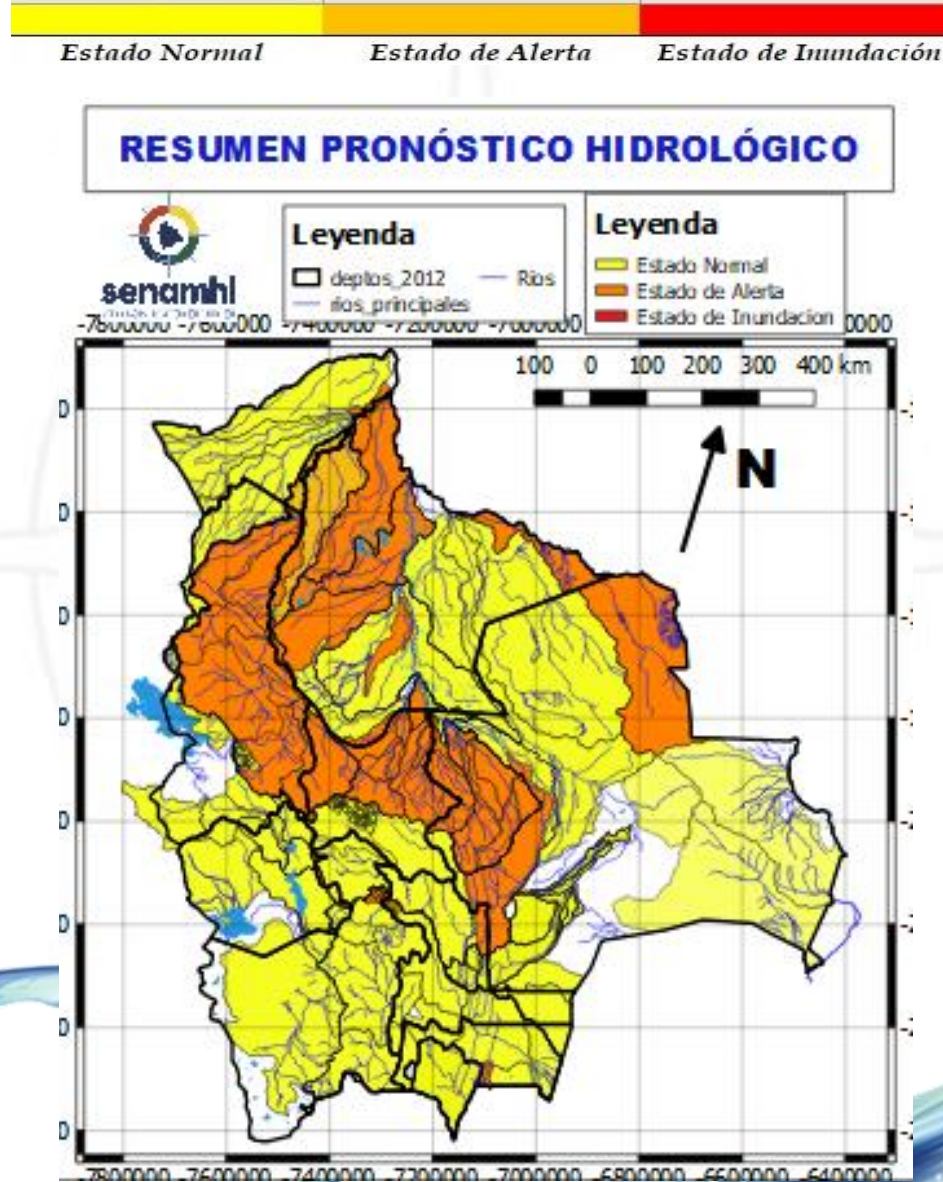 Estado Normal Estado de Alerta Estado de Inundación
RESUMEN PRONÓSTICO HIDROLÓGICO
senamhi
Leyenda
deptos_2012 Rios
rios_principales
Leyenda
Estado Normal
Estado de Alerta
Estado de Inundacion
-7800000 -7600000 -7400000 -7200000 -7000000
100 0 100 200 300 400 km
N
-7800000 -7600000 -7400000 -7200000 -7000000 -6800000 -6600000 -6400000